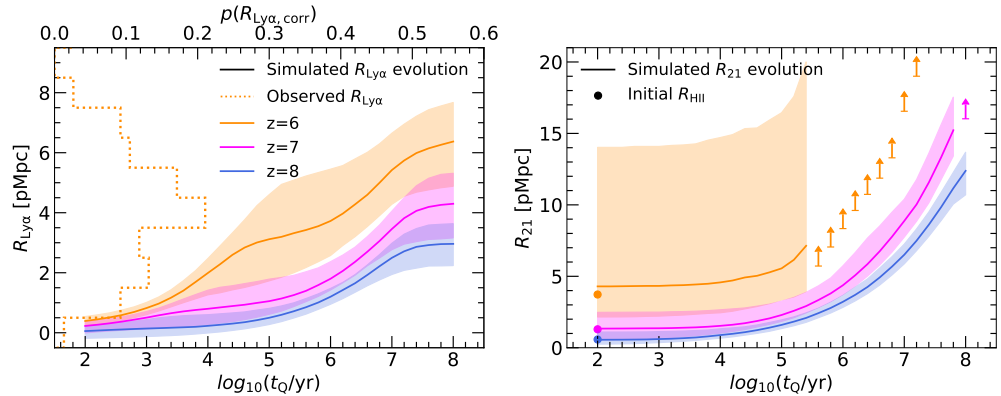 p(R_Lyα, corr)
0.0 0.1 0.2 0.3 0.4 0.5 0.6
Simulated R_Lyα evolution
Observed R_Lyα
z=6
z=7
z=8
R_Lyα [pMpc]
8
6
4
2
0
2 3 4 5 6 7 8
log10(t_Q/yr)
Simulated R_21 evolution
Initial R_HII
R_21 [pMpc]
20
15
10
5
0
2 3 4 5 6 7 8
log10(t_Q/yr)